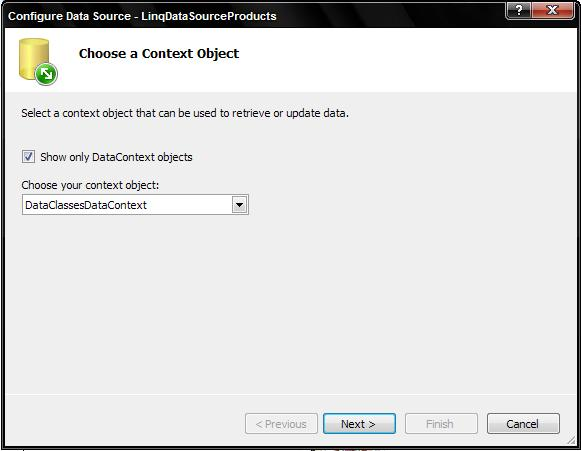 Configure Data Source - LinqDataSourceProducts
?
Choose a Context Object
Select a context object that can be used to retrieve or update data.
Show only DataContext objects
Choose your context object:
DataClassesDataContext
< Previous
Next >
Finish
Cancel